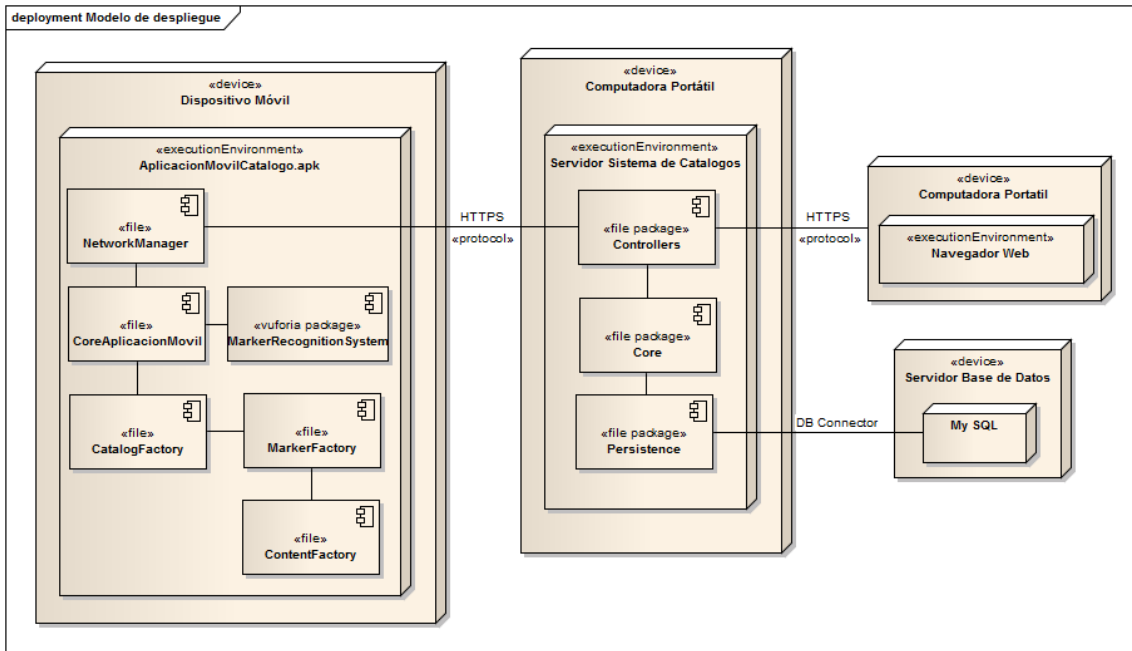 deployment Modelo de despliegue
«device»
Dispositivo Móvil
«executionEnvironment»
AplicacionMovilCatalogo.apk
«file»
NetworkManager
«file»
CoreAplicacionMovil
«vuforia package»
MarkerRecognitionSystem
«file»
CatalogFactory
«file»
MarkerFactory
«file»
ContentFactory
HTTPS
«protocol»
«device»
Computadora Portátil
«executionEnvironment»
Servidor Sistema de Catalogos
«file package»
Controllers
«file package»
Core
«file package»
Persistence
HTTPS
«protocol»
«device»
Computadora Portatil
«executionEnvironment»
Navegador Web
DB Connector
«device»
Servidor Base de Datos
My SQL